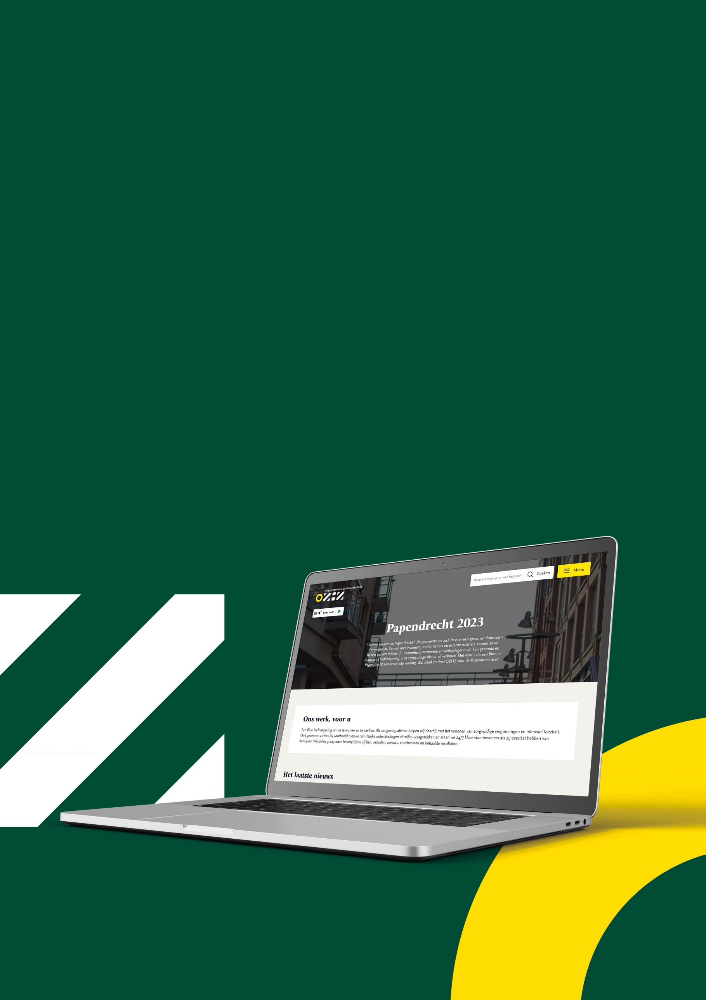 Omgevingsdienst Zuid-Holland Zuid
OZHZ
Lees voor
Waar kunnen we u mee helpen?
Zoeken
Menu
Papendrecht 2023
"Samen maken we Papendrecht". De gemeente zet zich in voor een groen en duurzaam
Papendrecht. Samen met inwoners, ondernemers en externe partners zoeken ze de
balans tussen milieu, duurzaamheid, economie en werkgelegenheid. Een gezonde en
duurzame leefomgeving, met zorgvuldige nieuw- of verbouw. Met voor iedereen binnen
Papendrecht een geschikte woning. Wat deed en doet OZHZ voor de Papendrechters?
Ons werk, voor u
Een fijne leefomgeving om in te wonen en te werken. Als omgevingsdienst helpen wij daarbij met het verlenen van zorgvuldige vergunningen en intensief toezicht.
Ook geven we advies bij voorbeeld nieuwe ruimtelijke ontwikkelingen of milieuvraagstukken en staan we 24/7 klaar voor inwoners als zij overlast hebben van
bedrijven. Wij delen graag onze belangrijkste cijfers, verhalen, nieuws, voorbeelden en behaalde resultaten.
Het laatste nieuws